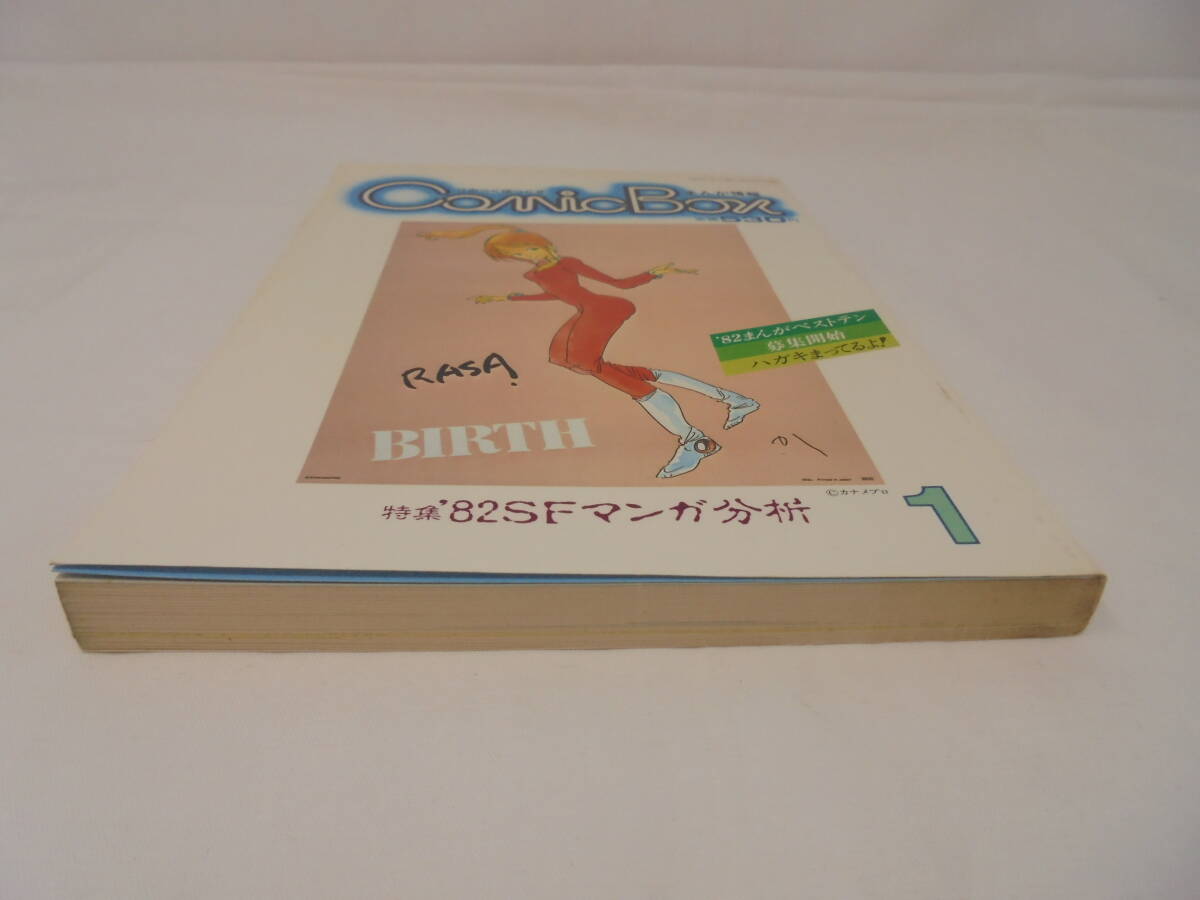 ComicBox
530
'82まんがベストテン
募集開始
ハガキまってるよ!
RASA!
BIRTH
©カナメプロ
特集'82SFマンガ分析
1